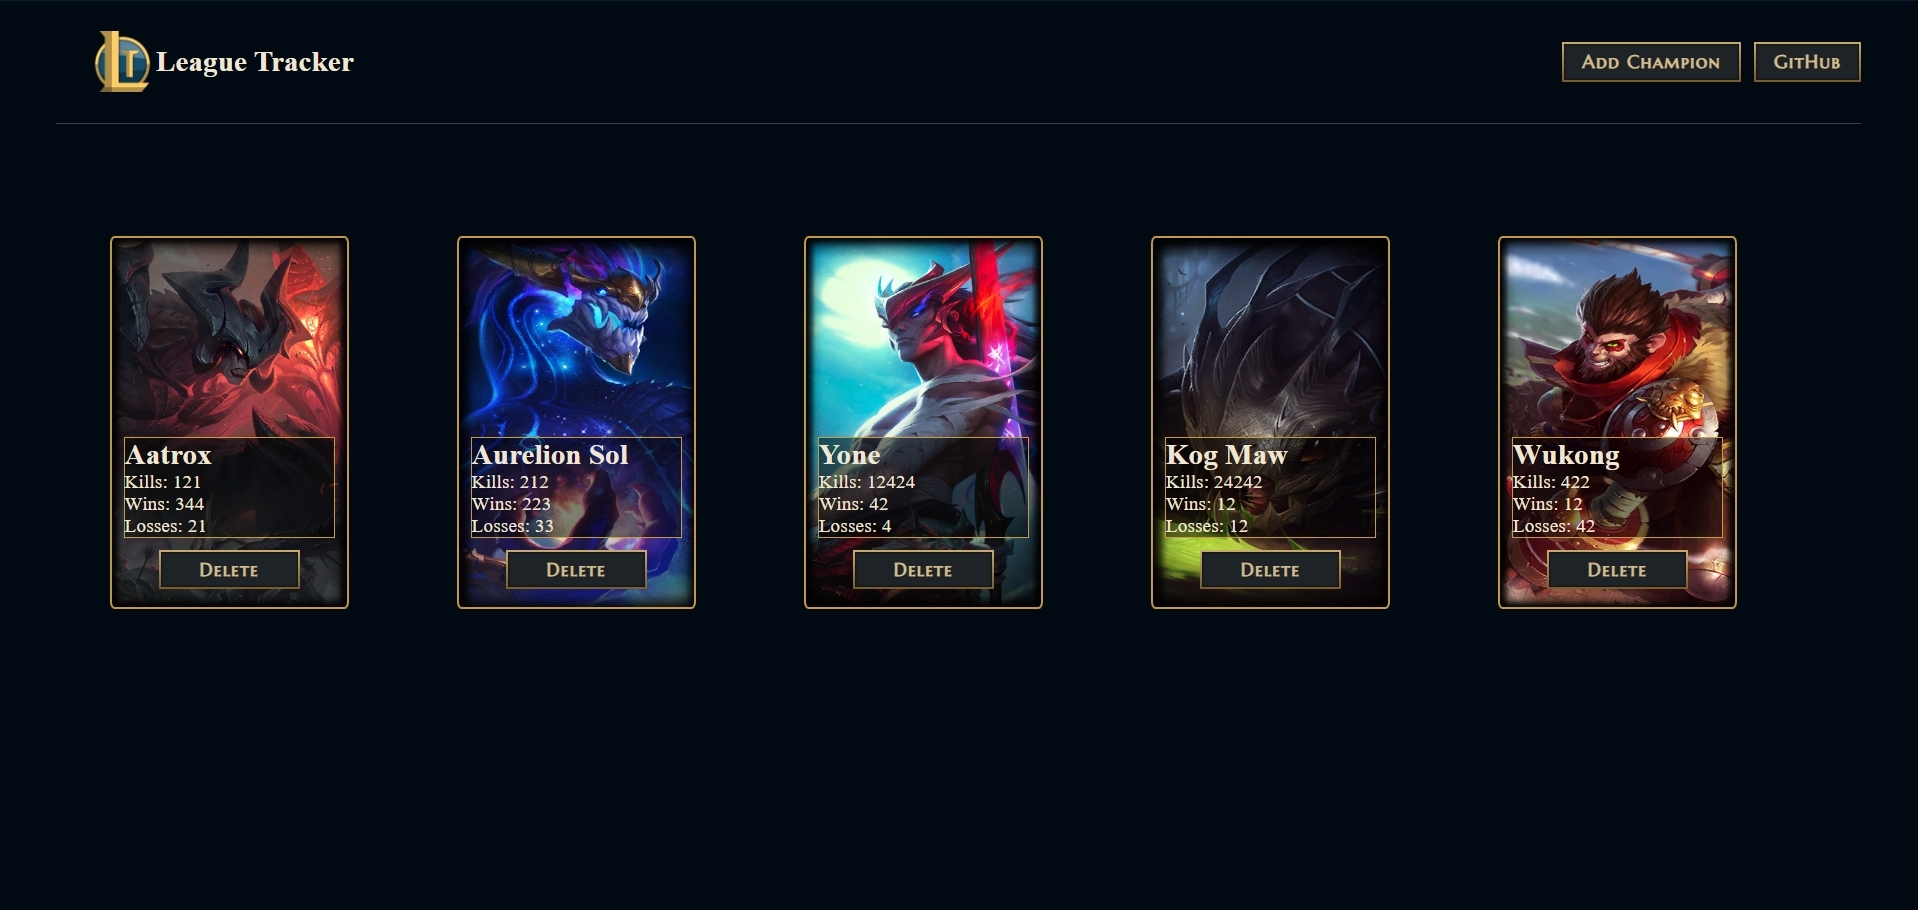 LT League Tracker
Add Champion
GitHub
Aatrox
Kills: 121
Wins: 344
Losses: 21
Delete
Aurelion Sol
Kills: 212
Wins: 223
Losses: 33
Delete
Yone
Kills: 12424
Wins: 42
Losses: 4
Delete
Kog Maw
Kills: 24242
Wins: 12
Losses: 12
Delete
Wukong
Kills: 422
Wins: 12
Losses: 42
Delete